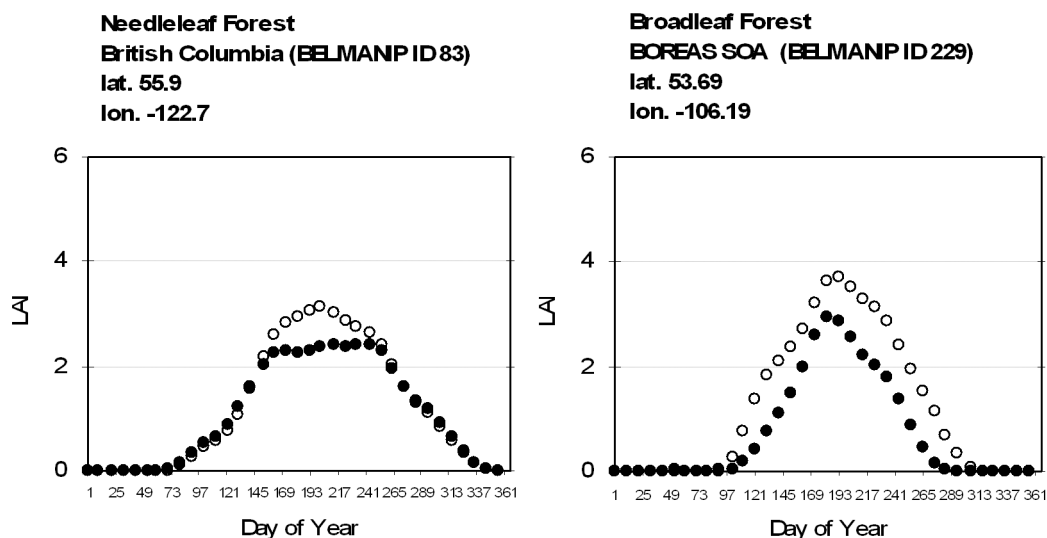 Needleleaf Forest
British Columbia (BELMANIP ID 83)
lat. 55.9
lon. -122.7
6
4
2
0
LAI
1 25 49 73 97 121 145 169 193 217 241 265 289 313 337 361
Day of Year
Broadleaf Forest
BOREAS SOA (BELMANIP ID 229)
lat. 53.69
lon. -106.19
6
4
2
0
LAI
1 25 49 73 97 121 145 169 193 217 241 265 289 313 337 361
Day of Year